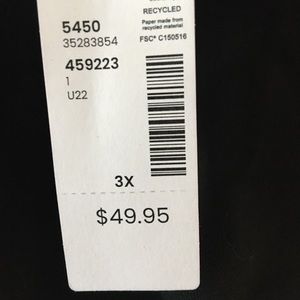 RECYCLED
Paper made from
recycled material
FSC® C150516
5450
35283854
459223
1
U22
3X
$49.95